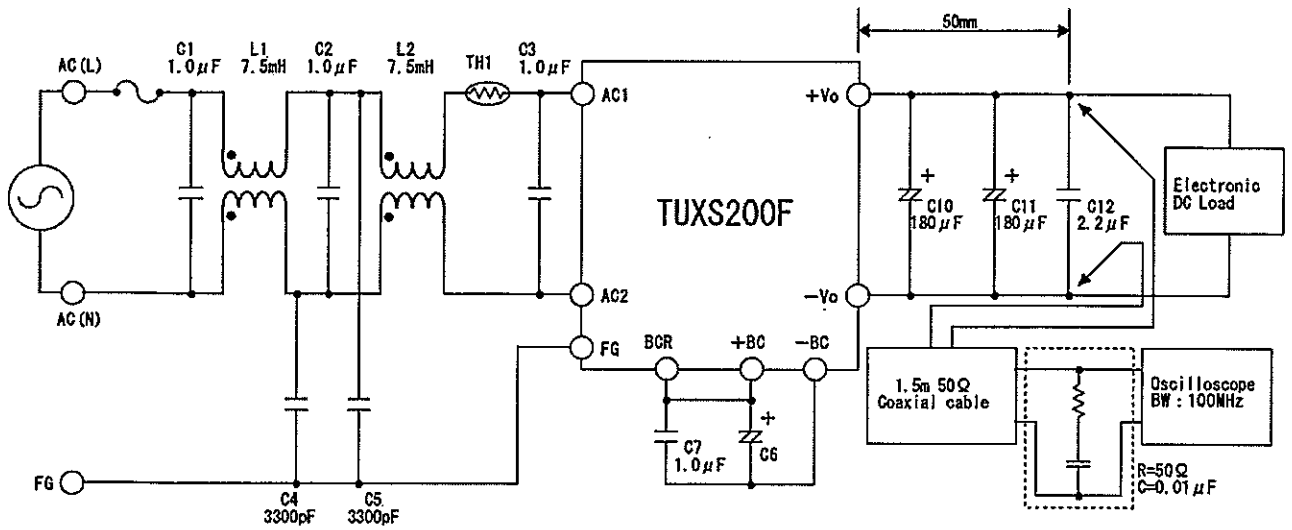 50mm
C1
1.0μF
L1
7.5mH
C2
1.0μF
L2
7.5mH
TH1
C3
1.0μF
AC(L)
AC1
+Vo
TUXS200F
+
C10
180μF
+
C11
180μF
C12
2.2μF
Electronic
DC Load
AC(N)
AC2
-Vo
FG
BCR
+BC
-BC
1.5m 50Ω
Coaxial cable
Oscilloscope
BW : 100MHz
C7
1.0μF
+
C6
R=50Ω
C=0.01μF
FG
C4
3300pF
C5.
3300pF